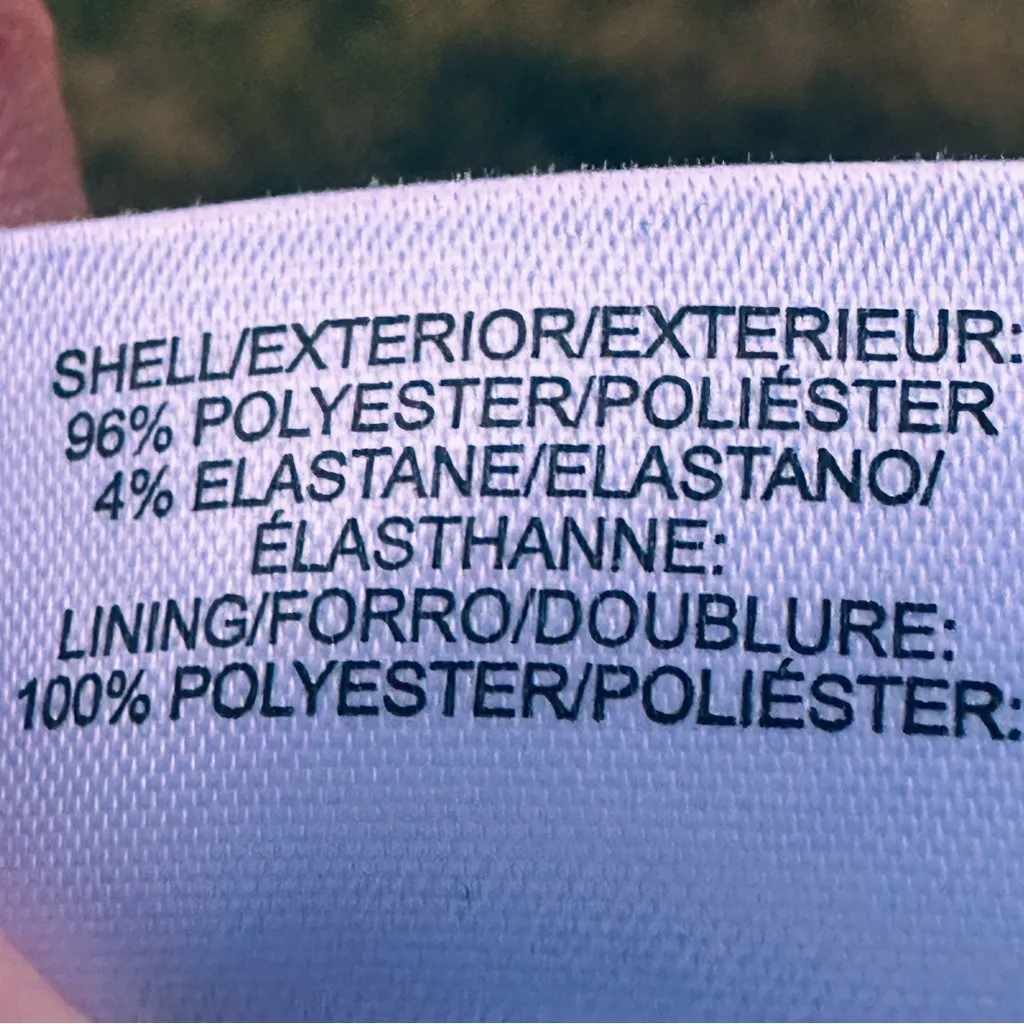 SHELL/EXTERIOR/EXTERIEUR:
96% POLYESTER/POLIÉSTER
4% ELASTANE/ELASTANO/
ÉLASTHANNE:
LINING/FORRO/DOUBLURE:
100% POLYESTER/POLIÉSTER: